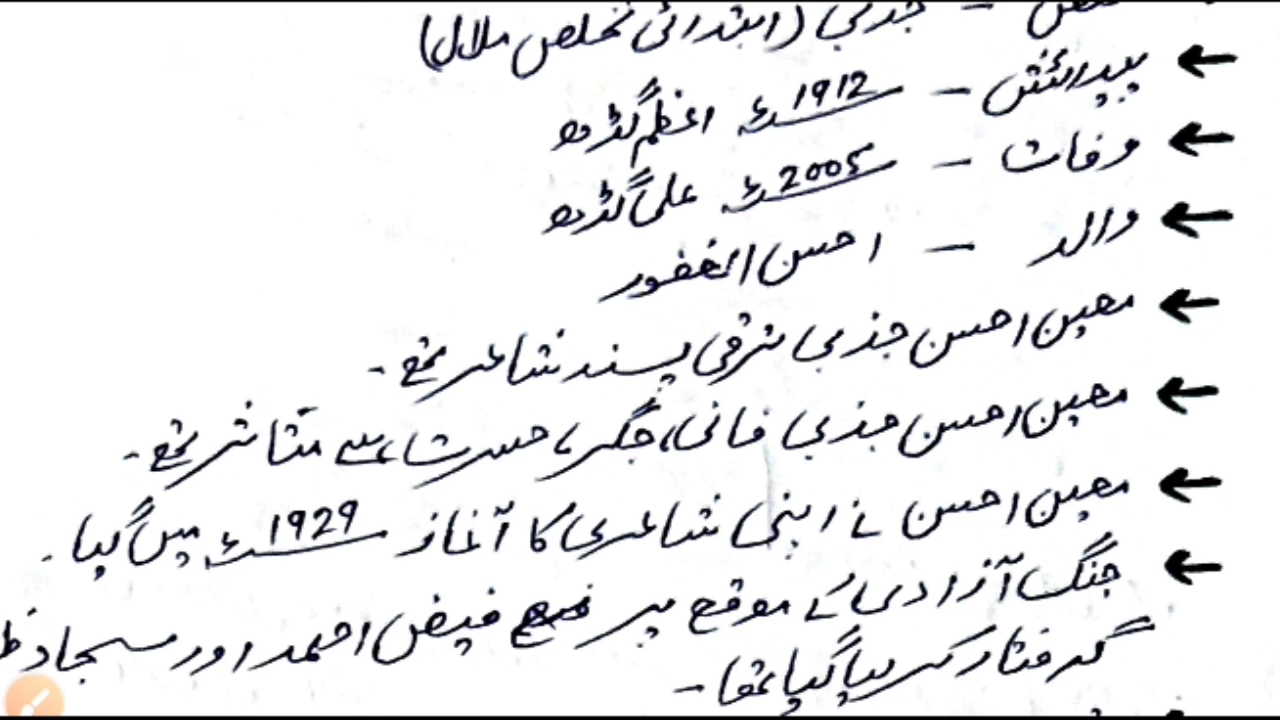 تخلص - جذبی (ابتدائی تخلص ملال)
← پیدائش - 1912ء اعظم گڑھ
← وفات - 2005ء علی گڑھ
← والد - احسن الغفور
← معین احسن جذبی ترقی پسند شاعر تھے۔
← معین احسن جذبی فانی، جگر، حسرت، سے متاثر تھے۔
← معین احسن نے اپنی شاعری کا آغاز 1929ء میں کیا۔
← جنگ آزادی کے موقع پر فیض احمد اور سجاد
گرفتار کر لیا گیا تھا۔